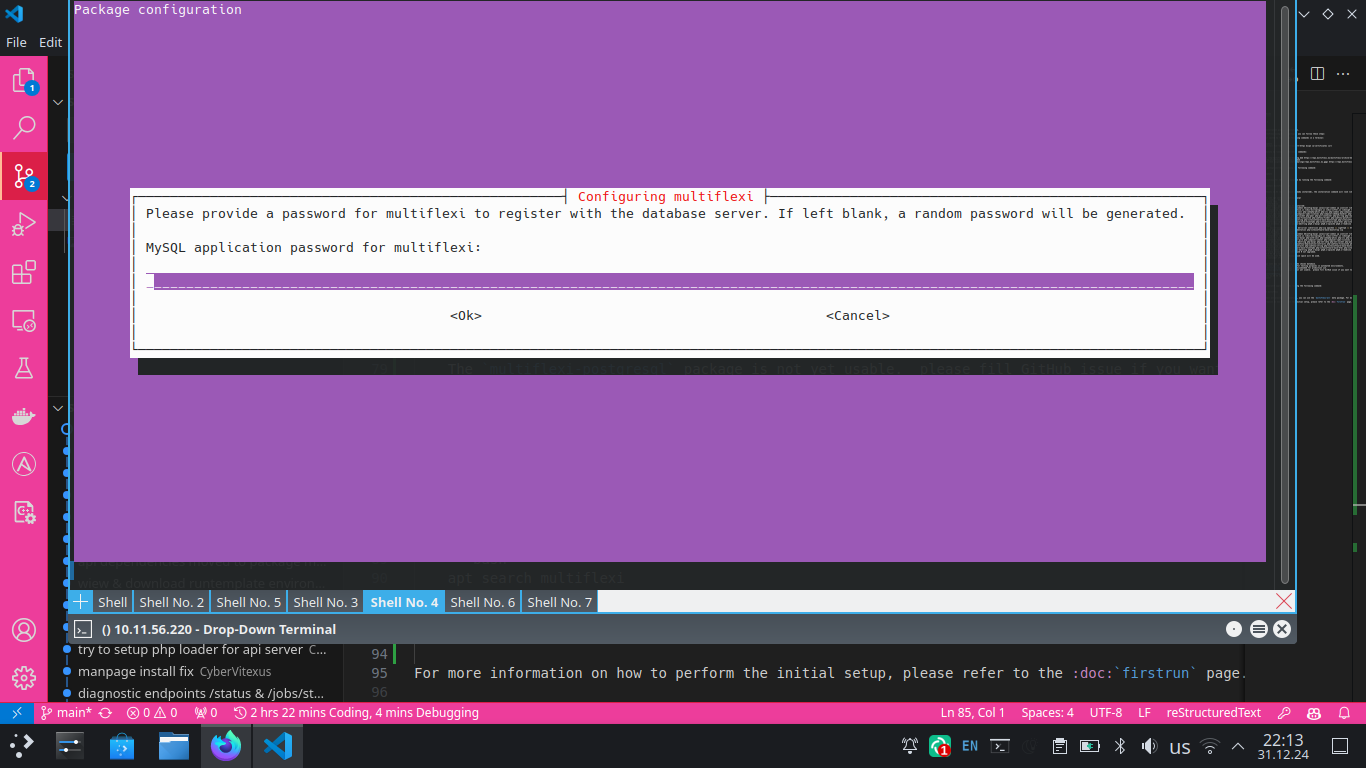 Package configuration
File Edit
1
2
Configuring multiflexi
Please provide a password for multiflexi to register with the database server. If left blank, a random password will be generated.
MySQL application password for multiflexi:
<Ok> <Cancel>
package is not yet usable, please fill GitHub issue if you wan
view & download runtemplate environ
apt search multiflexi
Shell Shell No. 2 Shell No. 5 Shell No. 3 Shell No. 4 Shell No. 6 Shell No. 7
() 10.11.56.220 - Drop-Down Terminal
try to setup php loader for api server C...
manpage install fix CyberVitexus
diagnostic endpoints /status & /jobs/st...
94
95 For more information on how to perform the initial setup, please refer to the :doc:`firstrun` page.
96
main* 0 0 0 2 hrs 22 mins Coding, 4 mins Debugging Ln 85, Col 1 Spaces: 4 UTF-8 LF reStructuredText
1 EN us 22:13
31.12.24